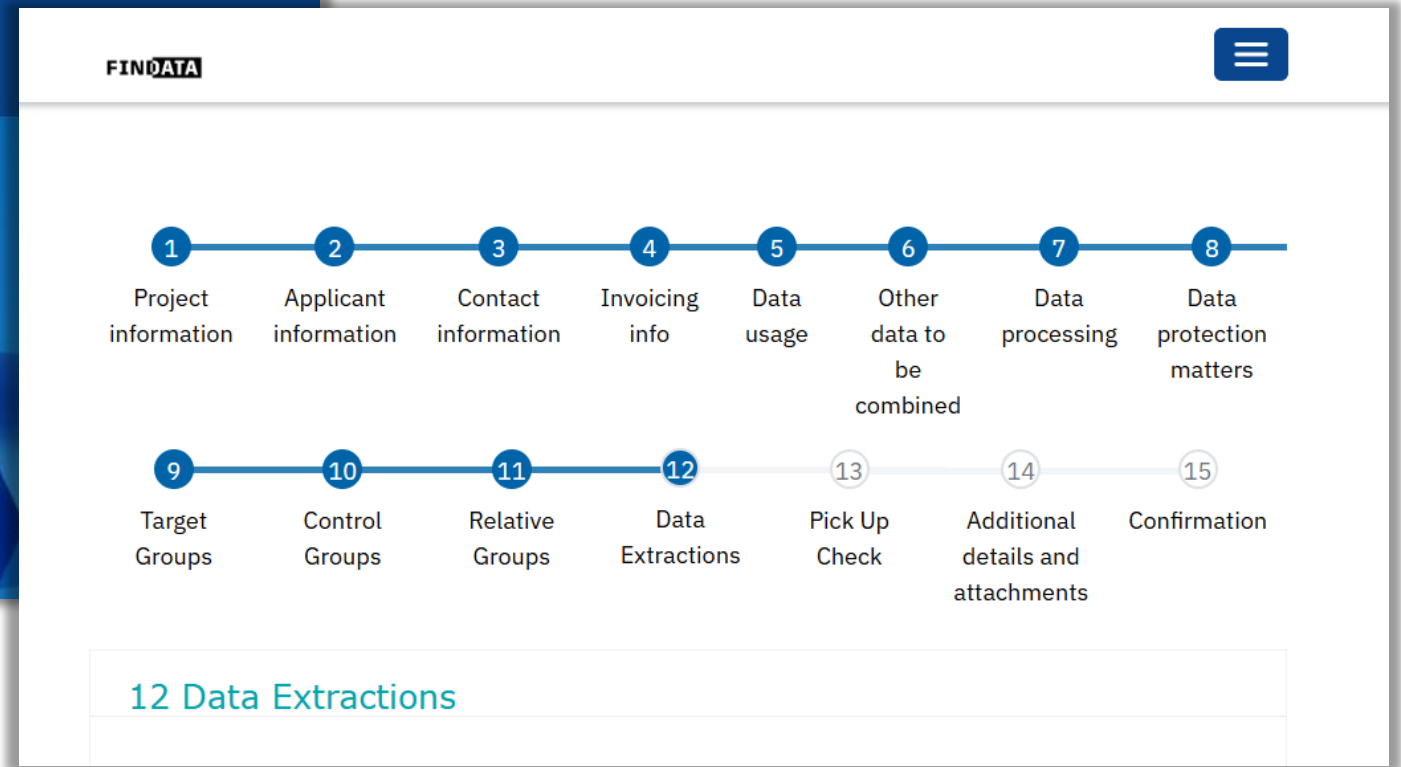 FINDATA
1 2 3 4 5 6 7 8
Project Applicant Contact Invoicing Data Other Data Data
information information information info usage data to processing protection
be matters
combined
9 10 11 12 13 14 15
Target Control Relative Data Pick Up Additional Confirmation
Groups Groups Groups Extractions Check details and
attachments
12 Data Extractions